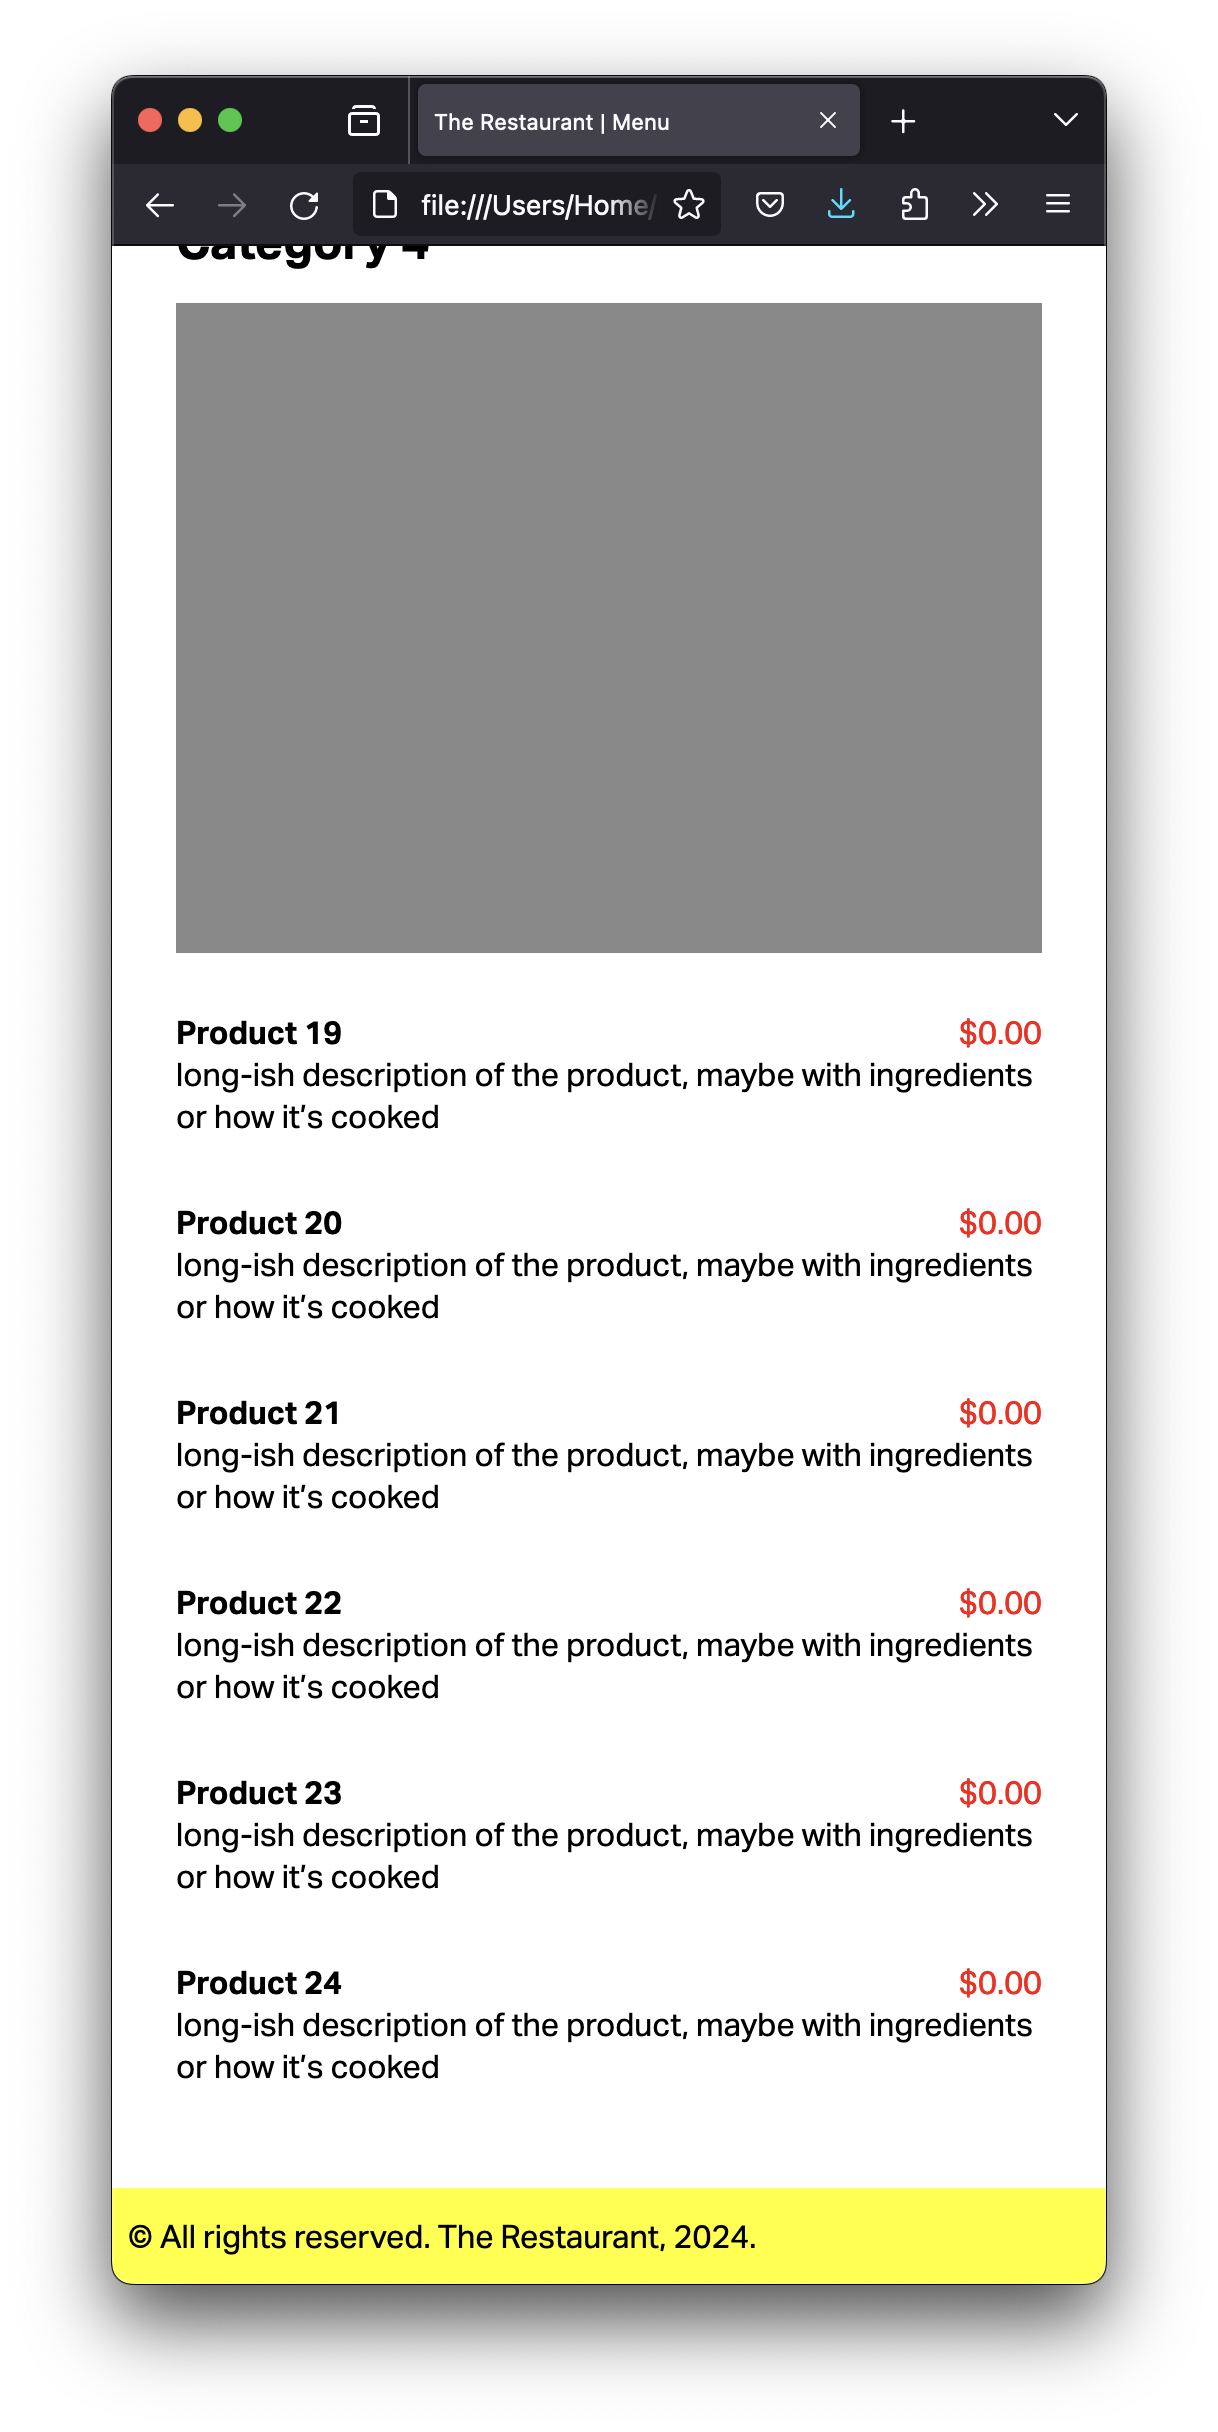 The Restaurant | Menu
file:///Users/Home/
Category 4
Product 19 $0.00
long-ish description of the product, maybe with ingredients
or how it’s cooked
Product 20 $0.00
long-ish description of the product, maybe with ingredients
or how it’s cooked
Product 21 $0.00
long-ish description of the product, maybe with ingredients
or how it’s cooked
Product 22 $0.00
long-ish description of the product, maybe with ingredients
or how it’s cooked
Product 23 $0.00
long-ish description of the product, maybe with ingredients
or how it’s cooked
Product 24 $0.00
long-ish description of the product, maybe with ingredients
or how it’s cooked
© All rights reserved. The Restaurant, 2024.